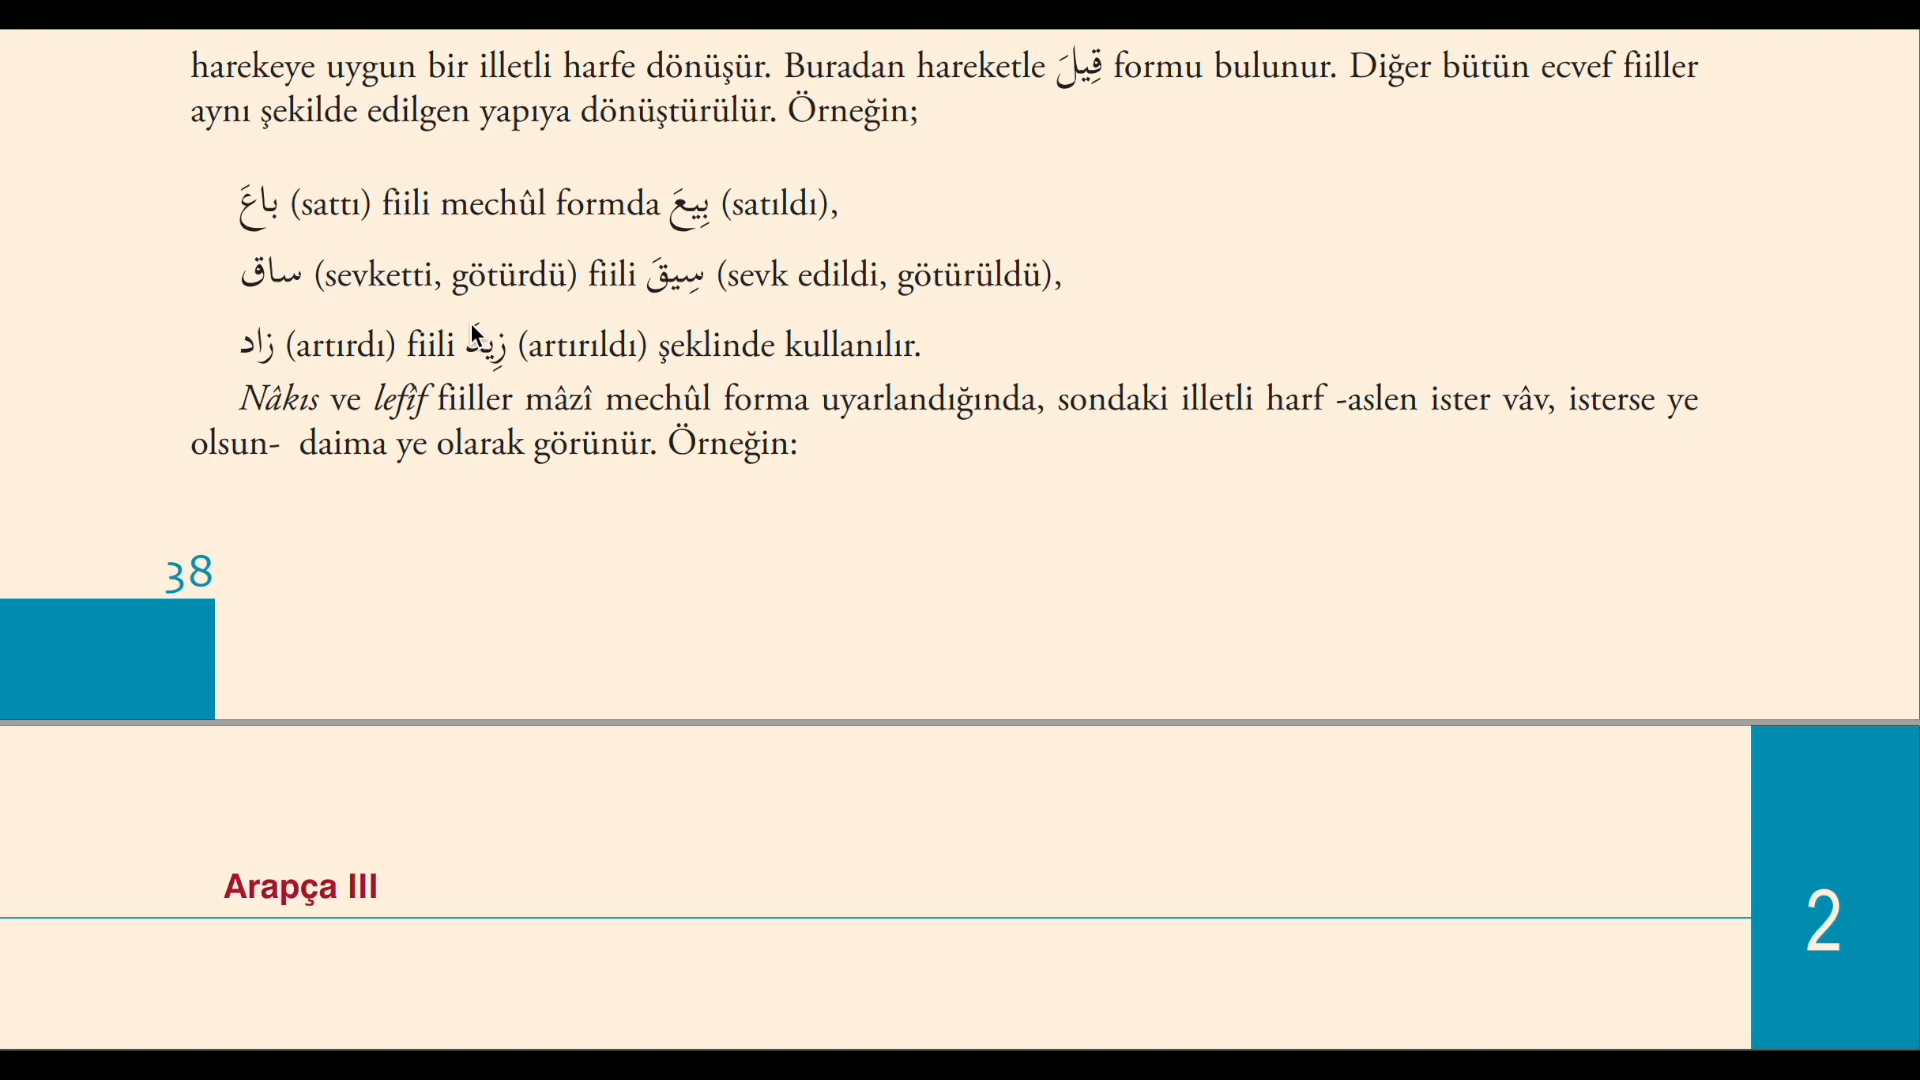 harekeye uygun bir illetli harfe dönüşür. Buradan hareketle قِيلَ formu bulunur. Diğer bütün ecvef fiiller
aynı şekilde edilgen yapıya dönüştürülür. Örneğin;
باعَ (sattı) fiili mechûl formda بِيعَ (satıldı),
ساق (sevketti, götürdü) fiili سِيقَ (sevk edildi, götürüldü),
زاد (artırdı) fiili زِيدَ (artırıldı) şeklinde kullanılır.
Nâkıs ve lefîf fiiller mâzî mechûl forma uyarlandığında, sondaki illetli harf -aslen ister vâv, isterse ye
olsun- daima ye olarak görünür. Örneğin:
38
Arapça III
2